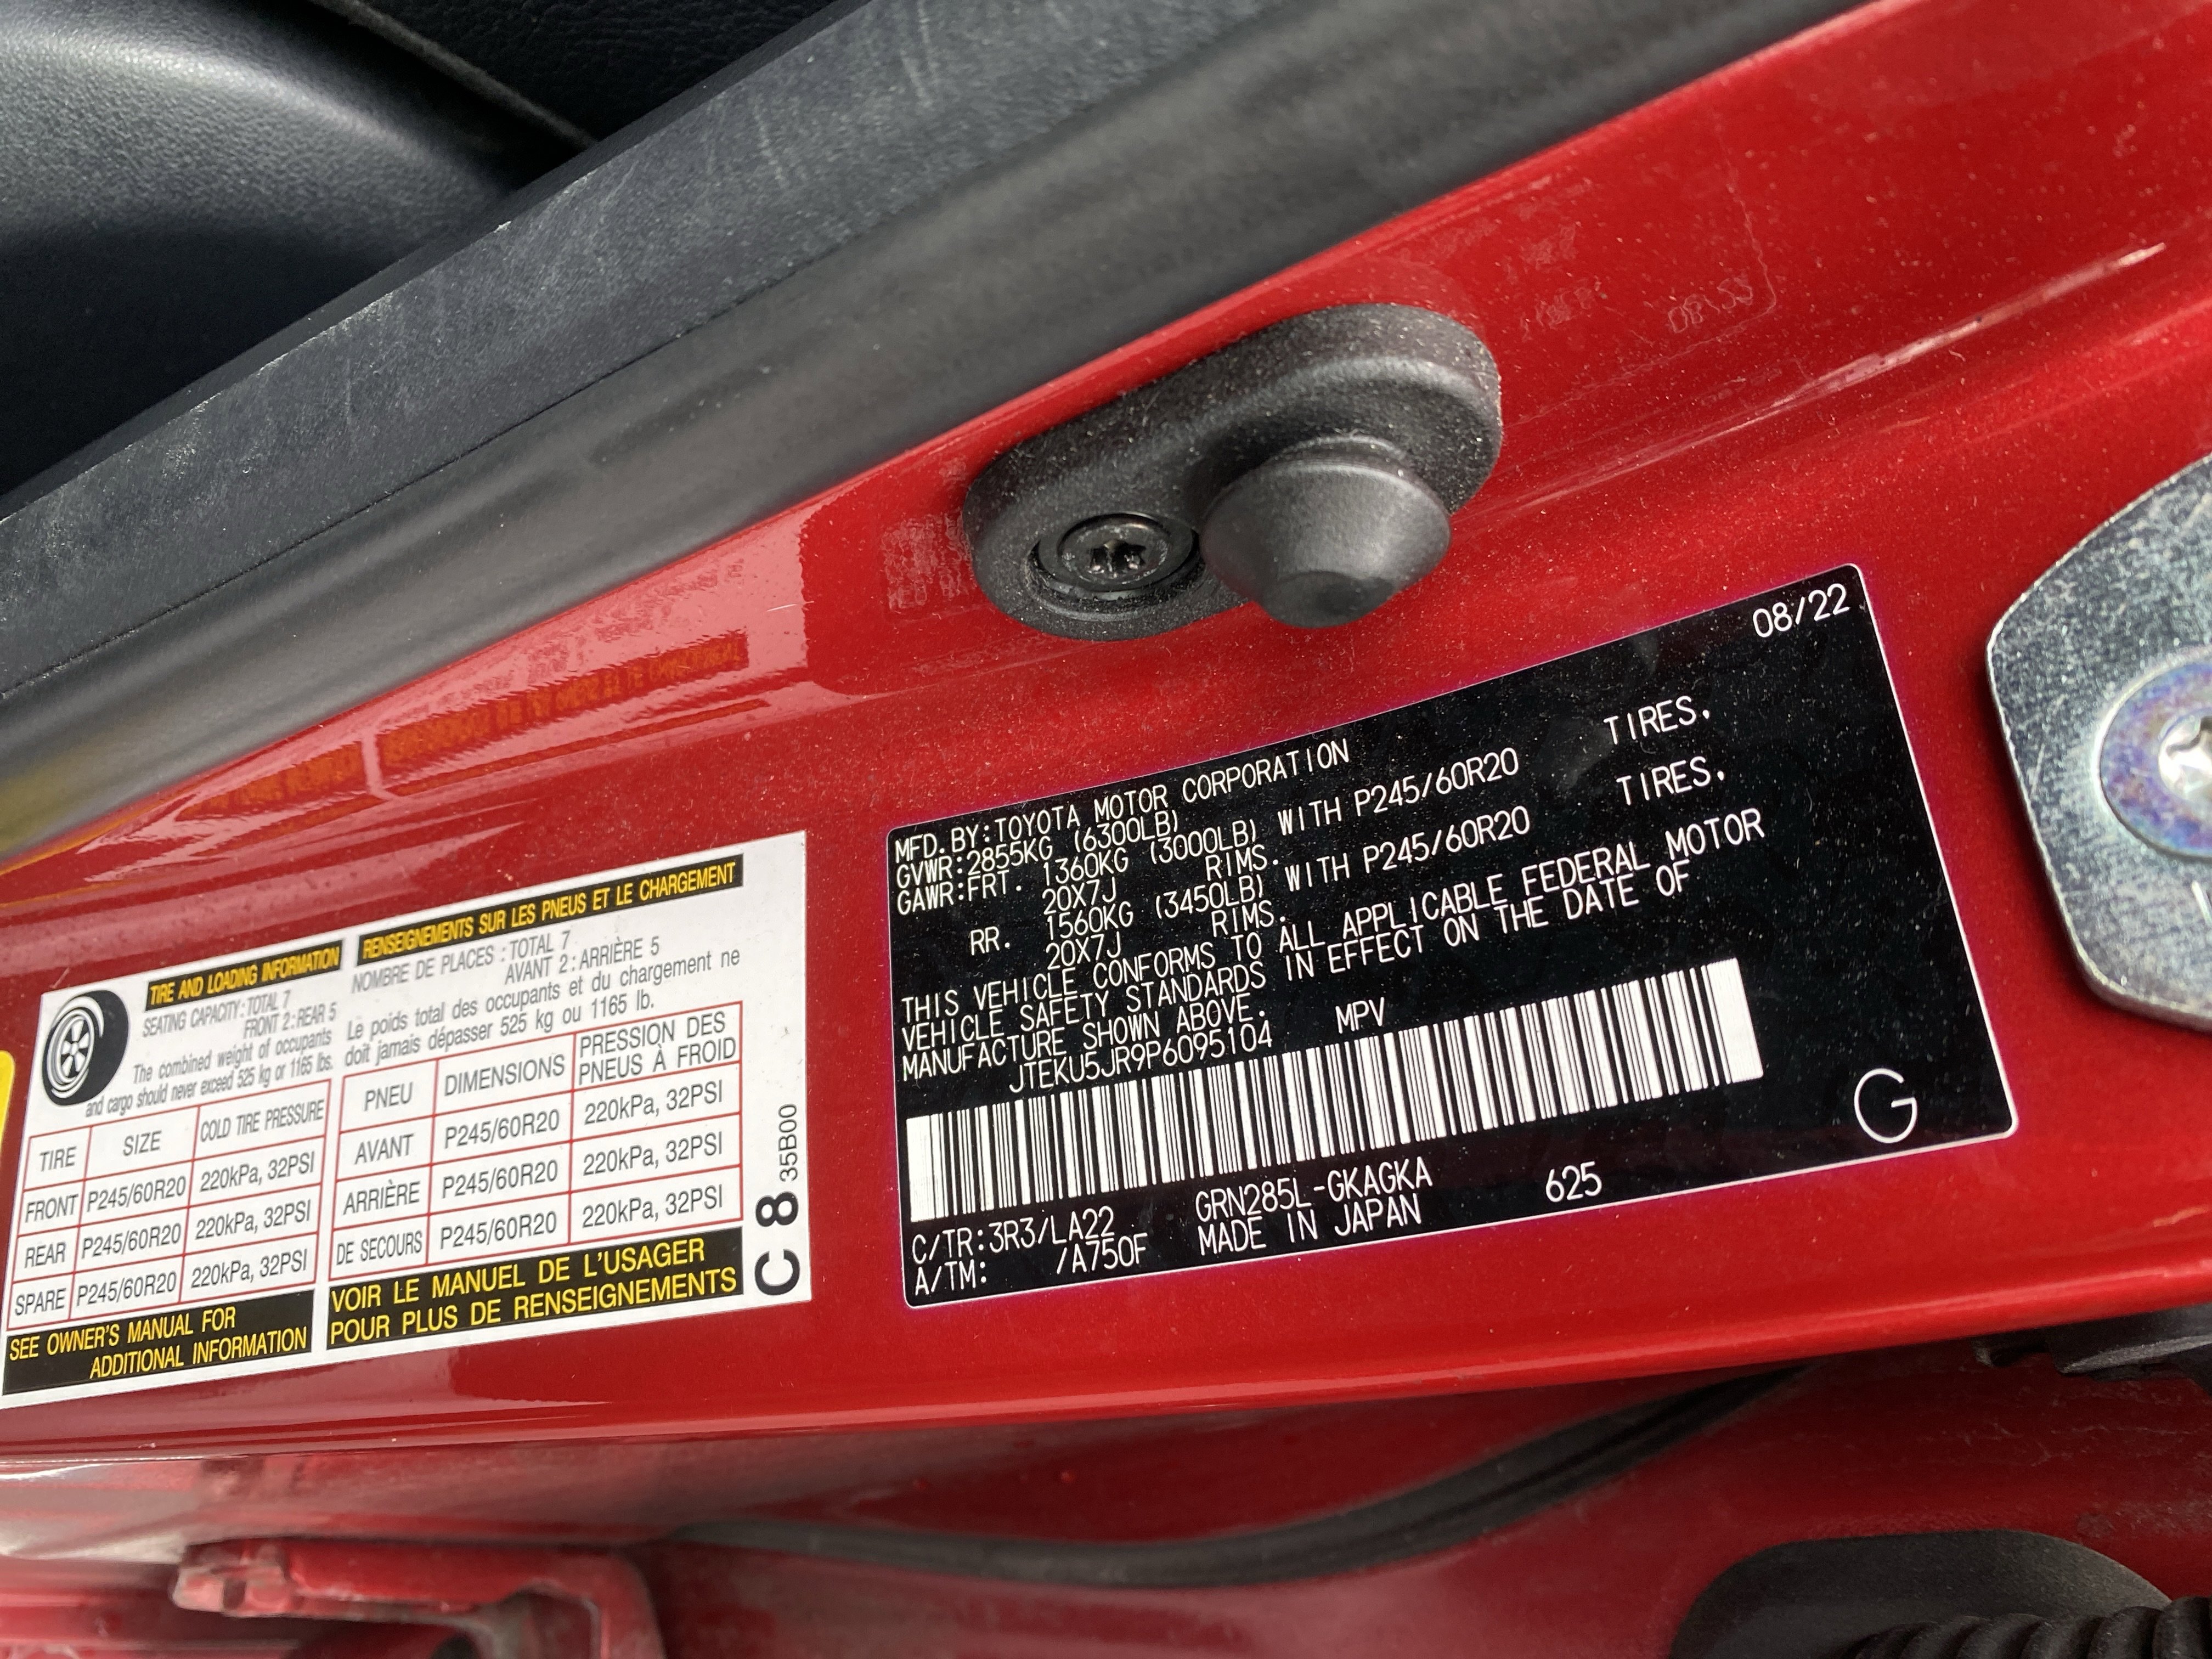 TIRE AND LOADING INFORMATION
SEATING CAPACITY: TOTAL 7
FRONT 2: REAR 5
The combined weight of occupants
and cargo should never exceed 525 kg or 1165 lbs.
TIRE SIZE COLD TIRE PRESSURE
FRONT P245/60R20 220kPa, 32PSI
REAR P245/60R20 220kPa, 32PSI
SPARE P245/60R20 220kPa, 32PSI
SEE OWNER'S MANUAL FOR
ADDITIONAL INFORMATION
RENSEIGNEMENTS SUR LES PNEUS ET LE CHARGEMENT
NOMBRE DE PLACES : TOTAL 7
AVANT 2: ARRIÈRE 5
Le poids total des occupants et du chargement ne
doit jamais dépasser 525 kg ou 1165 lb.
PNEU DIMENSIONS PRESSION DES
PNEUS À FROID
AVANT P245/60R20 220kPa, 32PSI
ARRIÈRE P245/60R20 220kPa, 32PSI
DE SECOURS P245/60R20 220kPa, 32PSI
VOIR LE MANUEL DE L'USAGER
POUR PLUS DE RENSEIGNEMENTS
C 8 35B00
08/22
MFD. BY: TOYOTA MOTOR CORPORATION
GVWR: 2855KG (6300LB)
GAWR: FRT. 1360KG (3000LB) WITH P245/60R20 TIRES,
20X7J RIMS.
RR. 1560KG (3450LB) WITH P245/60R20 TIRES,
20X7J RIMS.
THIS VEHICLE CONFORMS TO ALL APPLICABLE FEDERAL MOTOR
VEHICLE SAFETY STANDARDS IN EFFECT ON THE DATE OF
MANUFACTURE SHOWN ABOVE.
JTEKU5JR9P6095104 MPV
C/TR: 3R3/LA22 GRN285L-GKAGKA
A/TM: /A750F MADE IN JAPAN 625
G